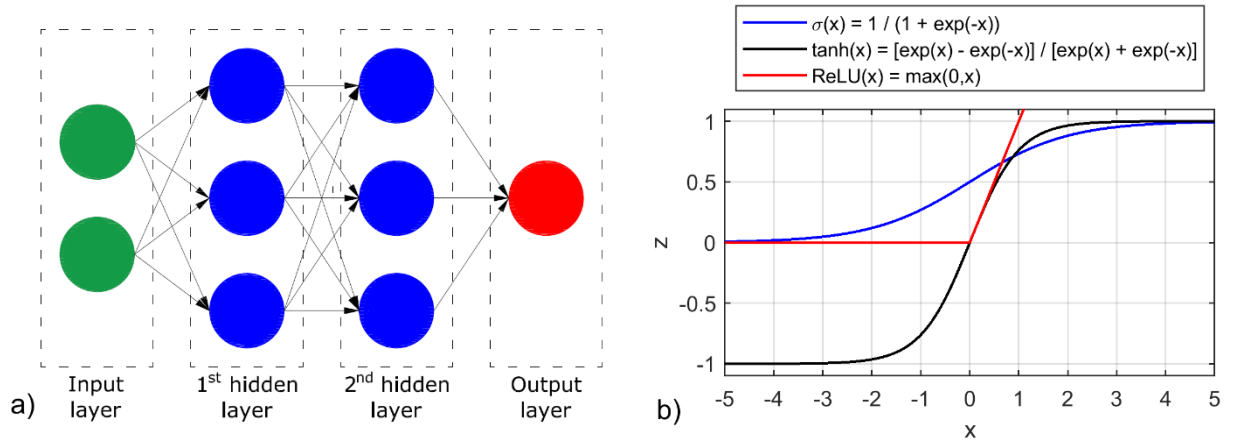 a)
Input layer
1st hidden layer
2nd hidden layer
Output layer
σ(x) = 1 / (1 + exp(-x))
tanh(x) = [exp(x) - exp(-x)] / [exp(x) + exp(-x)]
ReLU(x) = max(0,x)
1
0.5
0
-0.5
-1
z
-5 -4 -3 -2 -1 0 1 2 3 4 5
x
b)